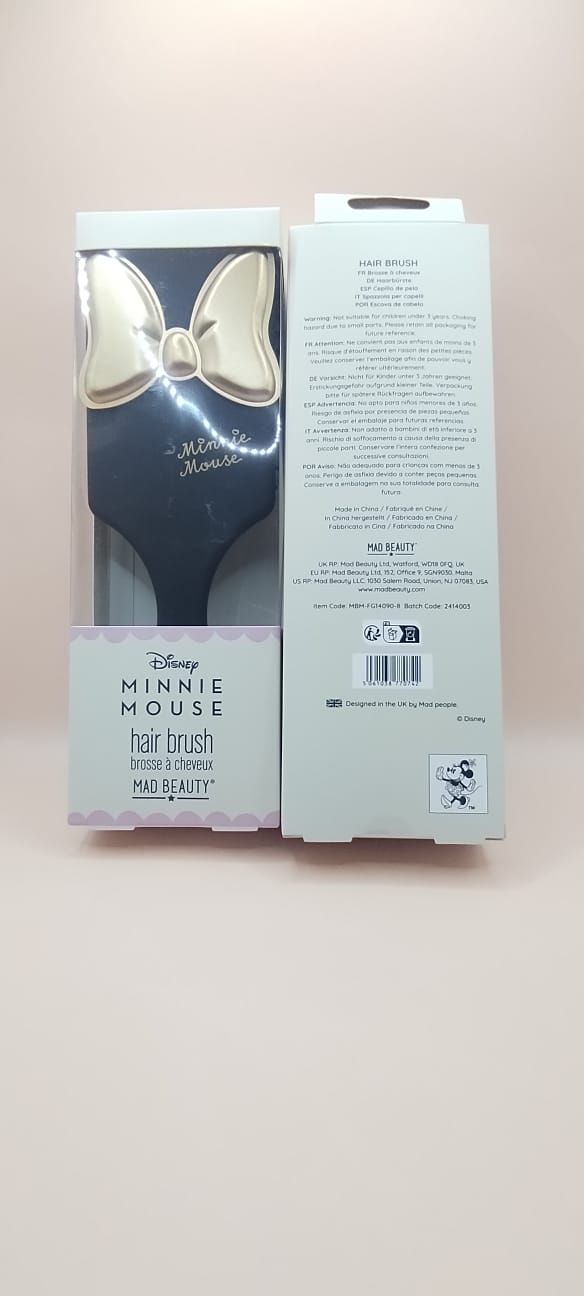 Minnie
Mouse
Disney
MINNIE
MOUSE
hair brush
brosse à cheveux
MAD BEAUTY®
HAIR BRUSH
FR Brosse à cheveux
DE Haarbürste
ESP Cepillo de pelo
IT Spazzola per capelli
POR Escova de cabelo
Warning: Not suitable for children under 3 years. Choking
hazard due to small parts. Please retain all packaging for
future reference.
FR Attention: Ne convient pas aux enfants de moins de 3
ans. Risque d'étouffement en raison des petites pièces.
Veuillez conserver l'emballage afin de pouvoir vous y
référer ultérieurement.
DE Vorsicht: Nicht für Kinder unter 3 Jahren geeignet.
Erstickungsgefahr aufgrund kleiner Teile. Verpackung
bitte für spätere Rückfragen aufbewahren.
ESP Advertencia: No apto para niños menores de 3 años.
Riesgo de asfixia por presencia de piezas pequeñas.
Conservar el embalaje para futuras referencias.
IT Avvertenza: Non adatto a bambini di età inferiore a 3
anni. Rischio di soffocamento a causa della presenza di
piccole parti. Conservare l'intera confezione per
successive consultazioni.
POR Aviso: Não adequado para crianças com menos de 3
anos. Perigo de asfixia devido a conter peças pequenas.
Conserve a embalagem na sua totalidade para consulta
futura.
Made in China / Fabriqué en Chine /
In China hergestellt / Fabricado en China /
Fabbricato in Cina / Fabricado na China
MAD BEAUTY™
UK RP: Mad Beauty Ltd, Watford, WD18 0FQ, UK
EU RP: Mad Beauty Ltd, 152, Office 9, SGN9030, Malta
US RP: Mad Beauty LLC, 1030 Salem Road, Union, NJ 07083, USA
www.madbeauty.com
Item Code: MBM-FG14090-8 Batch Code: 2414003
5 061038 770742
Designed in the UK by Mad people.
© Disney
TM